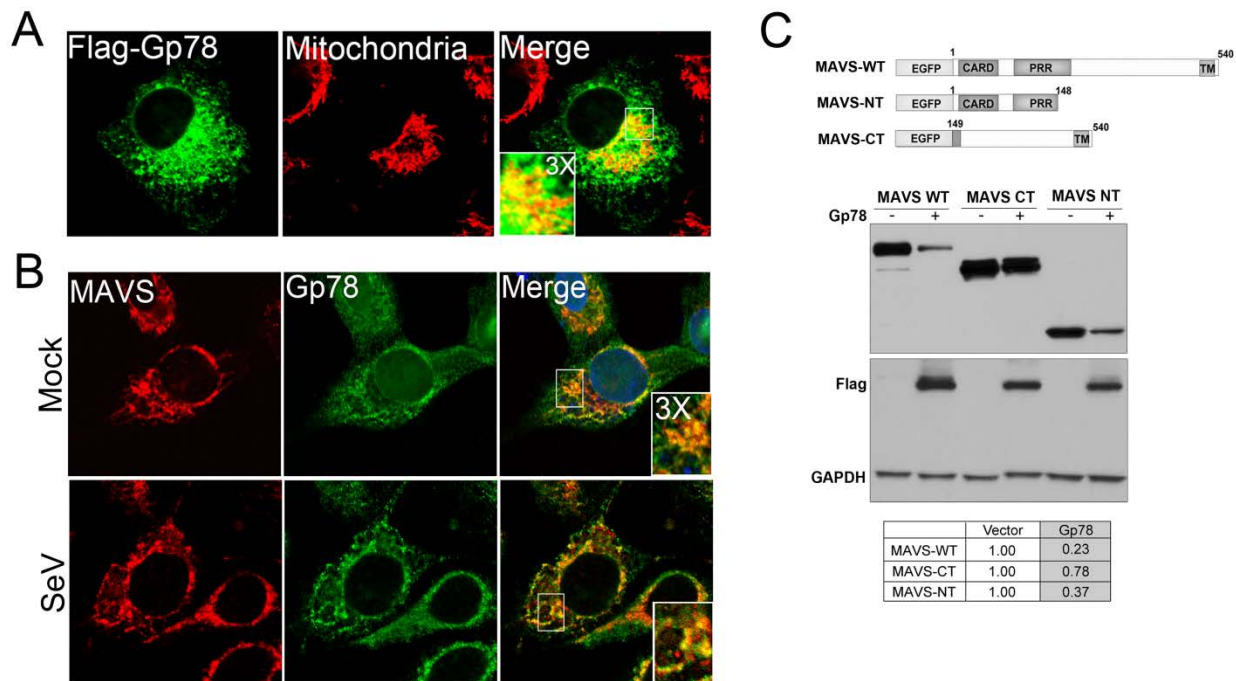 A
Flag-Gp78 Mitochondria Merge
3X
B
MAVS Gp78 Merge
Mock
3X
SeV
C
1 540
MAVS-WT EGFP CARD PRR TM
1 148
MAVS-NT EGFP CARD PRR
149 540
MAVS-CT EGFP TM
MAVS WT MAVS CT MAVS NT
Gp78 - + - + - +
Flag
GAPDH
Vector Gp78
MAVS-WT 1.00 0.23
MAVS-CT 1.00 0.78
MAVS-NT 1.00 0.37